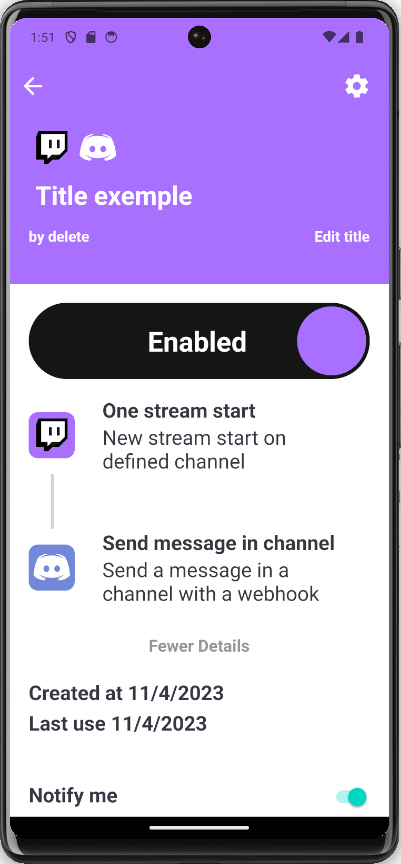 1:51
Title exemple
by delete
Edit title
Enabled
One stream start
New stream start on
defined channel
Send message in channel
Send a message in a
channel with a webhook
Fewer Details
Created at 11/4/2023
Last use 11/4/2023
Notify me